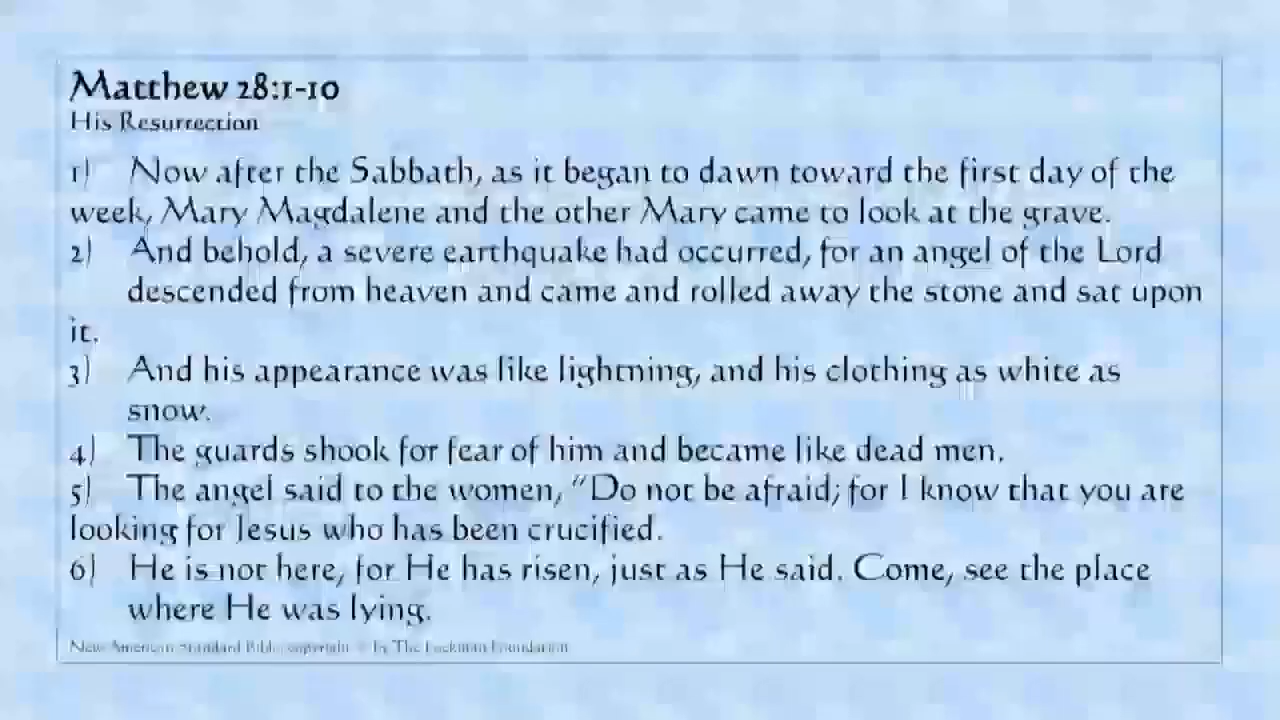 Matthew 28:1-10
His Resurrection
1) Now after the Sabbath, as it began to dawn toward the first day of the
week, Mary Magdalene and the other Mary came to look at the grave.
2) And behold, a severe earthquake had occurred, for an angel of the Lord
descended from heaven and came and rolled away the stone and sat upon
it.
3) And his appearance was like lightning, and his clothing as white as
snow.
4) The guards shook for fear of him and became like dead men.
5) The angel said to the women, “Do not be afraid; for I know that you are
looking for Jesus who has been crucified.
6) He is not here, for He has risen, just as He said. Come, see the place
where He was lying.
New American Standard Bible, copyright © by The Lockman Foundation